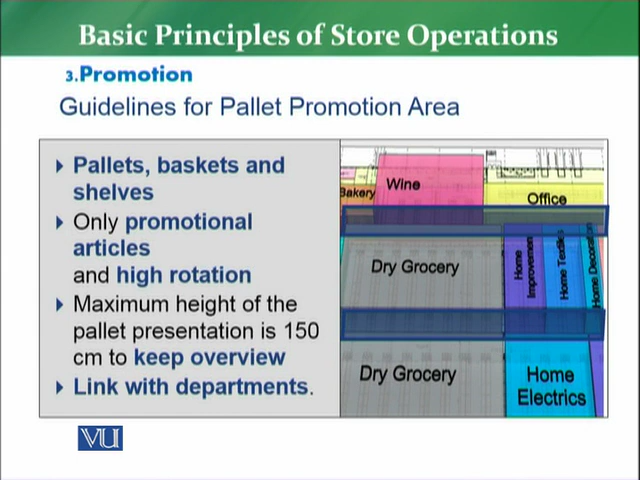 Basic Principles of Store Operations
3.Promotion
Guidelines for Pallet Promotion Area
Pallets, baskets and
shelves
Only promotional
articles
and high rotation
Maximum height of the
pallet presentation is 150
cm to keep overview
Link with departments.
Bakery
Wine
Office
Dry Grocery
Home
Improvemen
Home Textiles
Home Decoration
Dry Grocery
Home
Electrics
VU